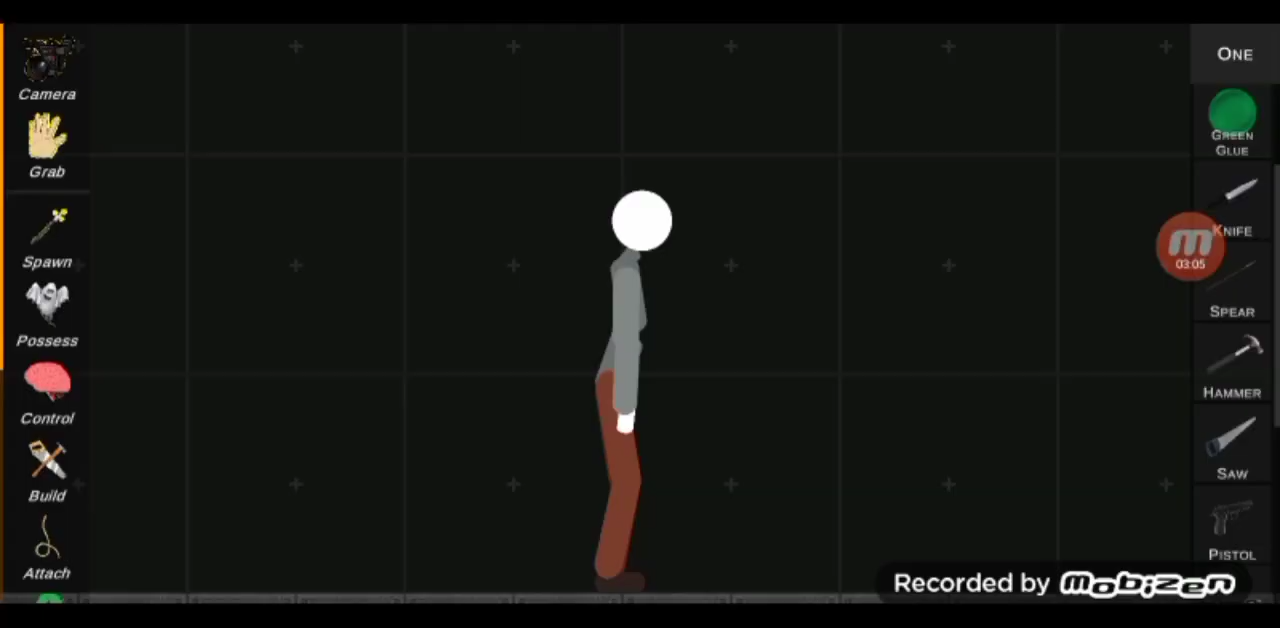 Camera
Grab
Spawn
Possess
Control
Build
Attach
ONE
GREEN
GLUE
KNIFE
SPEAR
HAMMER
SAW
PISTOL
03:05
Recorded by mobizen